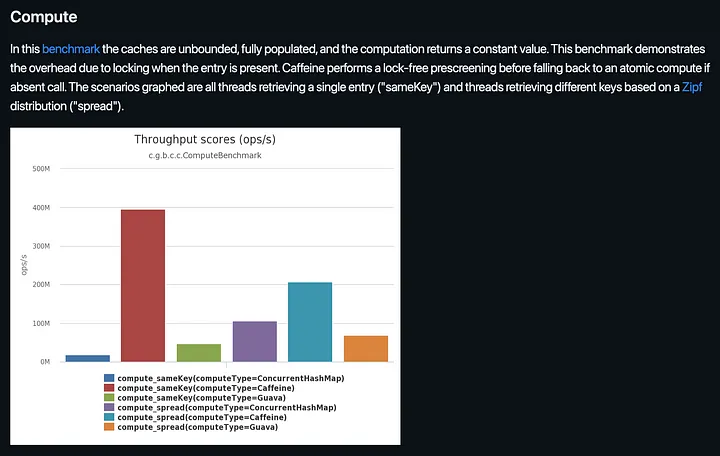 Compute
In this benchmark the caches are unbounded, fully populated, and the computation returns a constant value. This benchmark demonstrates
the overhead due to locking when the entry is present. Caffeine performs a lock-free prescreening before falling back to an atomic compute if
absent call. The scenarios graphed are all threads retrieving a single entry ("sameKey") and threads retrieving different keys based on a Zipf
distribution ("spread").
Throughput scores (ops/s)
c.g.b.c.c.ComputeBenchmark
500M
400M
300M
200M
100M
0M
ops/s
compute_sameKey(computeType=ConcurrentHashMap)
compute_sameKey(computeType=Caffeine)
compute_sameKey(computeType=Guava)
compute_spread(computeType=ConcurrentHashMap)
compute_spread(computeType=Caffeine)
compute_spread(computeType=Guava)